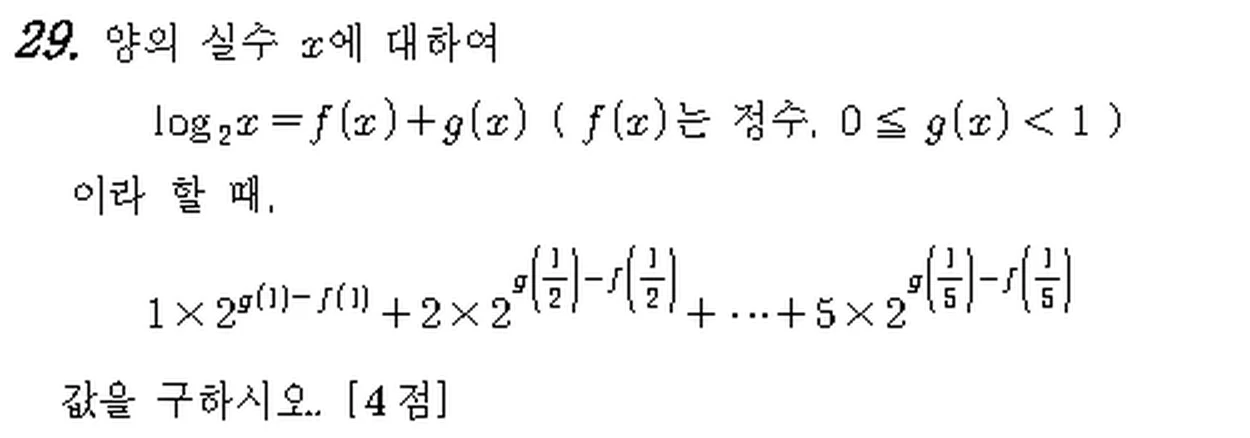 29. 양의 실수 x에 대하여
log₂x = f(x)+g(x) ( f(x)는 정수, 0 ≦ g(x) < 1 )
이라 할 때,
1×2^{g(1)-f(1)} + 2×2^{g(1/2)-f(1/2)} + ⋯ + 5×2^{g(1/5)-f(1/5)}
값을 구하시오. [4점]